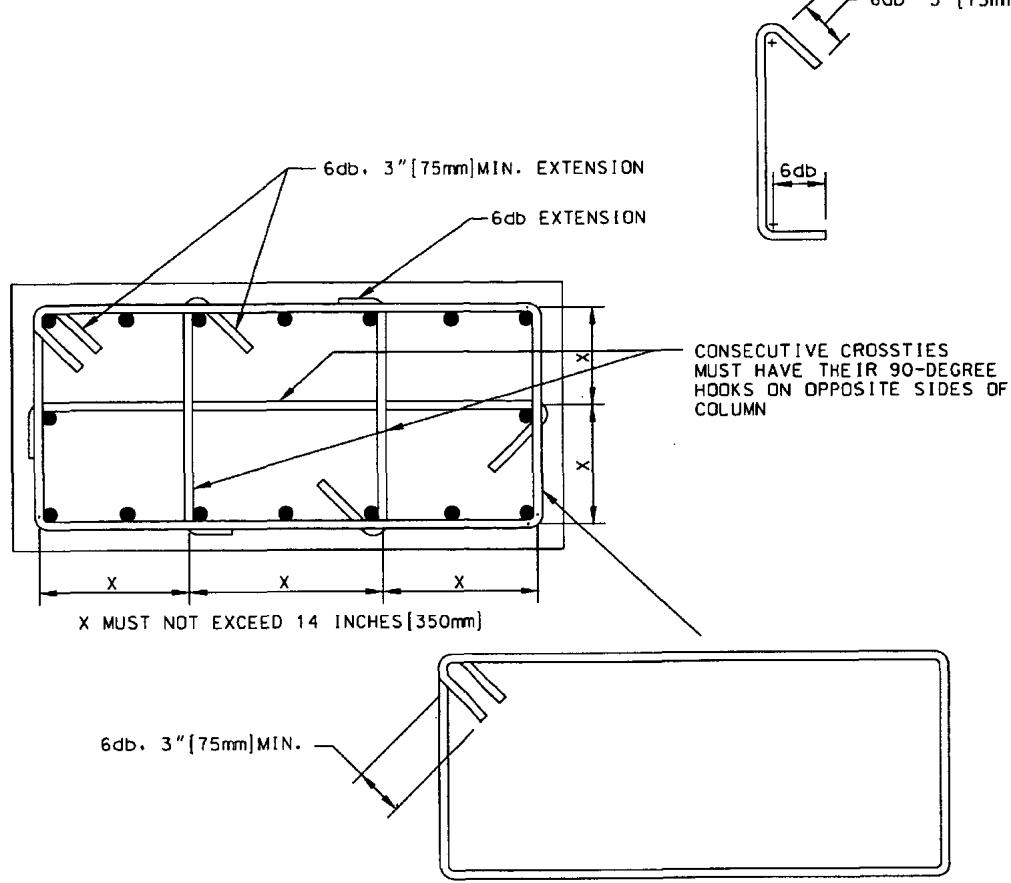 6db, 3"[75mm]MIN. EXTENSION
6db EXTENSION
6db
CONSECUTIVE CROSSTIES
MUST HAVE THEIR 90-DEGREE
HOOKS ON OPPOSITE SIDES OF
COLUMN
X
X
X
X
X
X MUST NOT EXCEED 14 INCHES[350mm]
6db, 3"[75mm]MIN.